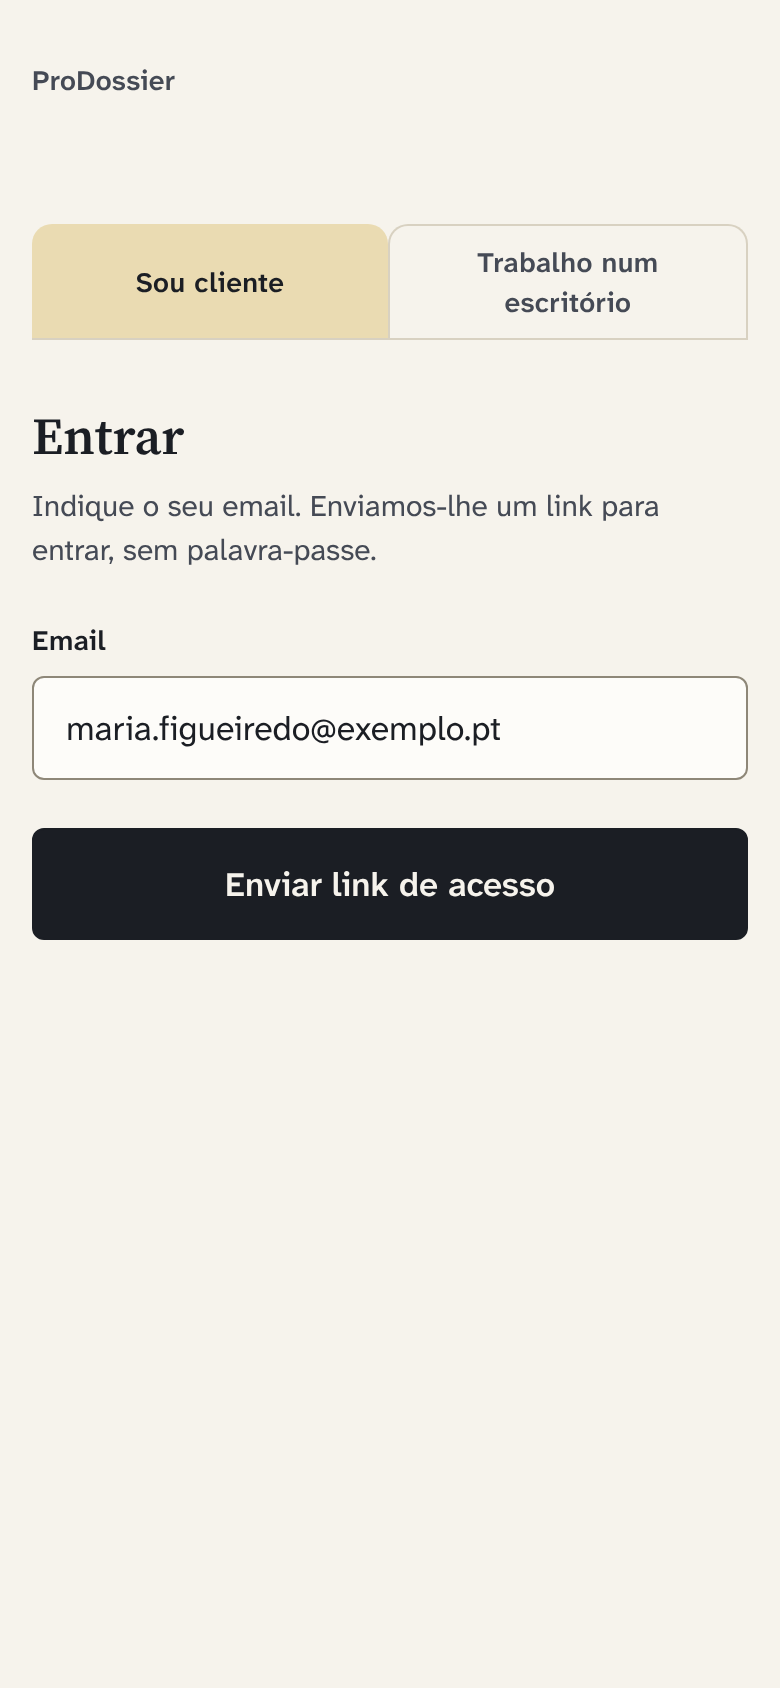 ProDossier
Sou cliente
Trabalho num
escritório
Entrar
Indique o seu email. Enviamos-lhe um link para
entrar, sem palavra-passe.
Email
maria.figueiredo@exemplo.pt
Enviar link de acesso